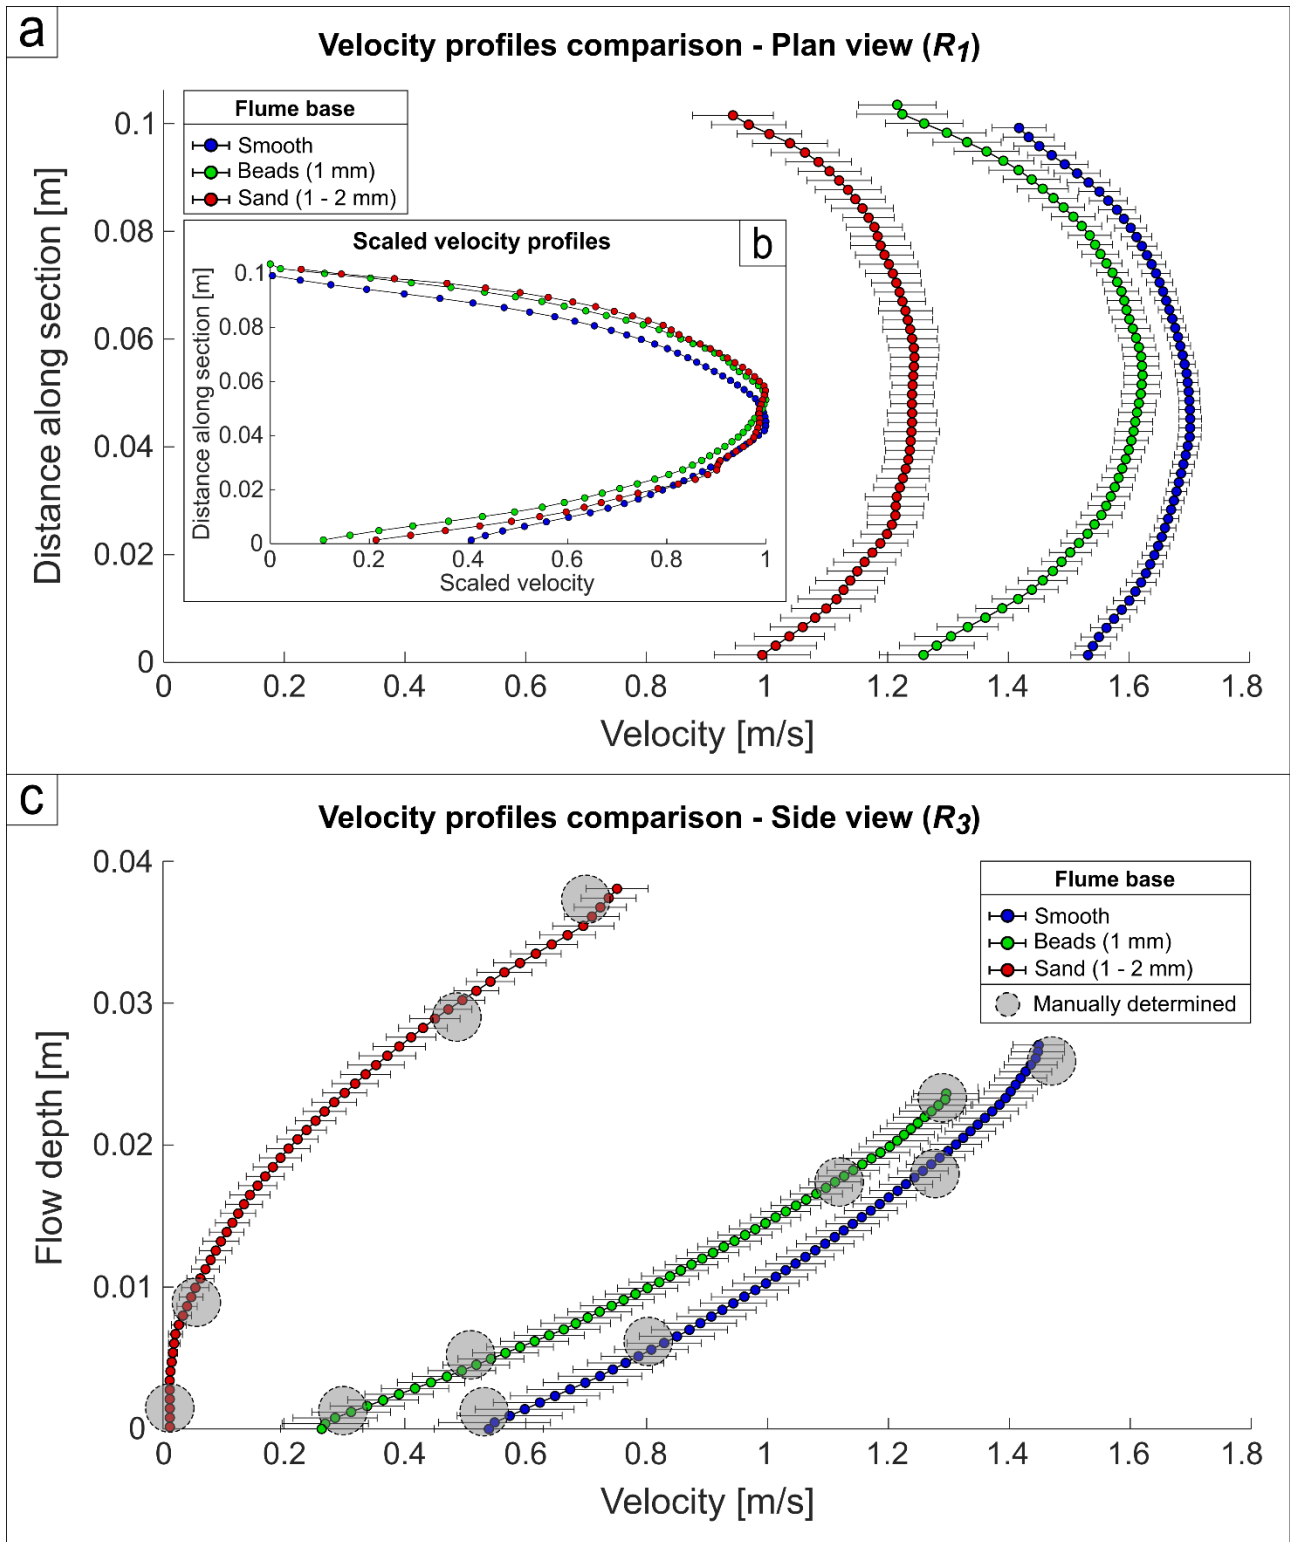 a
Velocity profiles comparison - Plan view (R1)
Flume base
Smooth
Beads (1 mm)
Sand (1 - 2 mm)
Distance along section [m]
0.1
0.08
0.06
0.04
0.02
0
b
Scaled velocity profiles
Distance along section [m]
0.1
0.08
0.06
0.04
0.02
0
0 0.2 0.4 0.6 0.8 1
Scaled velocity
0 0.2 0.4 0.6 0.8 1 1.2 1.4 1.6 1.8
Velocity [m/s]
c
Velocity profiles comparison - Side view (R3)
Flume base
Smooth
Beads (1 mm)
Sand (1 - 2 mm)
Manually determined
Flow depth [m]
0.04
0.03
0.02
0.01
0
0 0.2 0.4 0.6 0.8 1 1.2 1.4 1.6 1.8
Velocity [m/s]